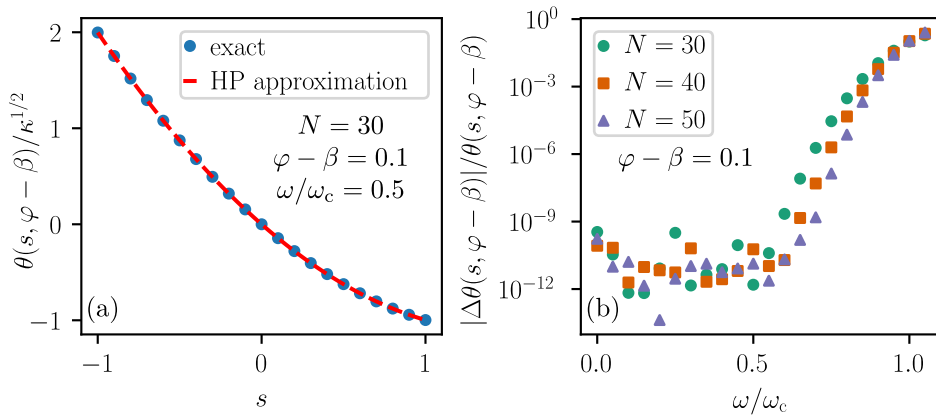 θ(s, φ − β)/κ^{1/2}
2
1
0
−1
exact
HP approximation
N = 30
φ − β = 0.1
ω/ω_c = 0.5
(a)
−1
0
1
s
|Δθ(s, φ − β)|/θ(s, φ − β)
10^0
10^{−3}
10^{−6}
10^{−9}
10^{−12}
N = 30
N = 40
N = 50
φ − β = 0.1
(b)
0.0
0.5
1.0
ω/ω_c